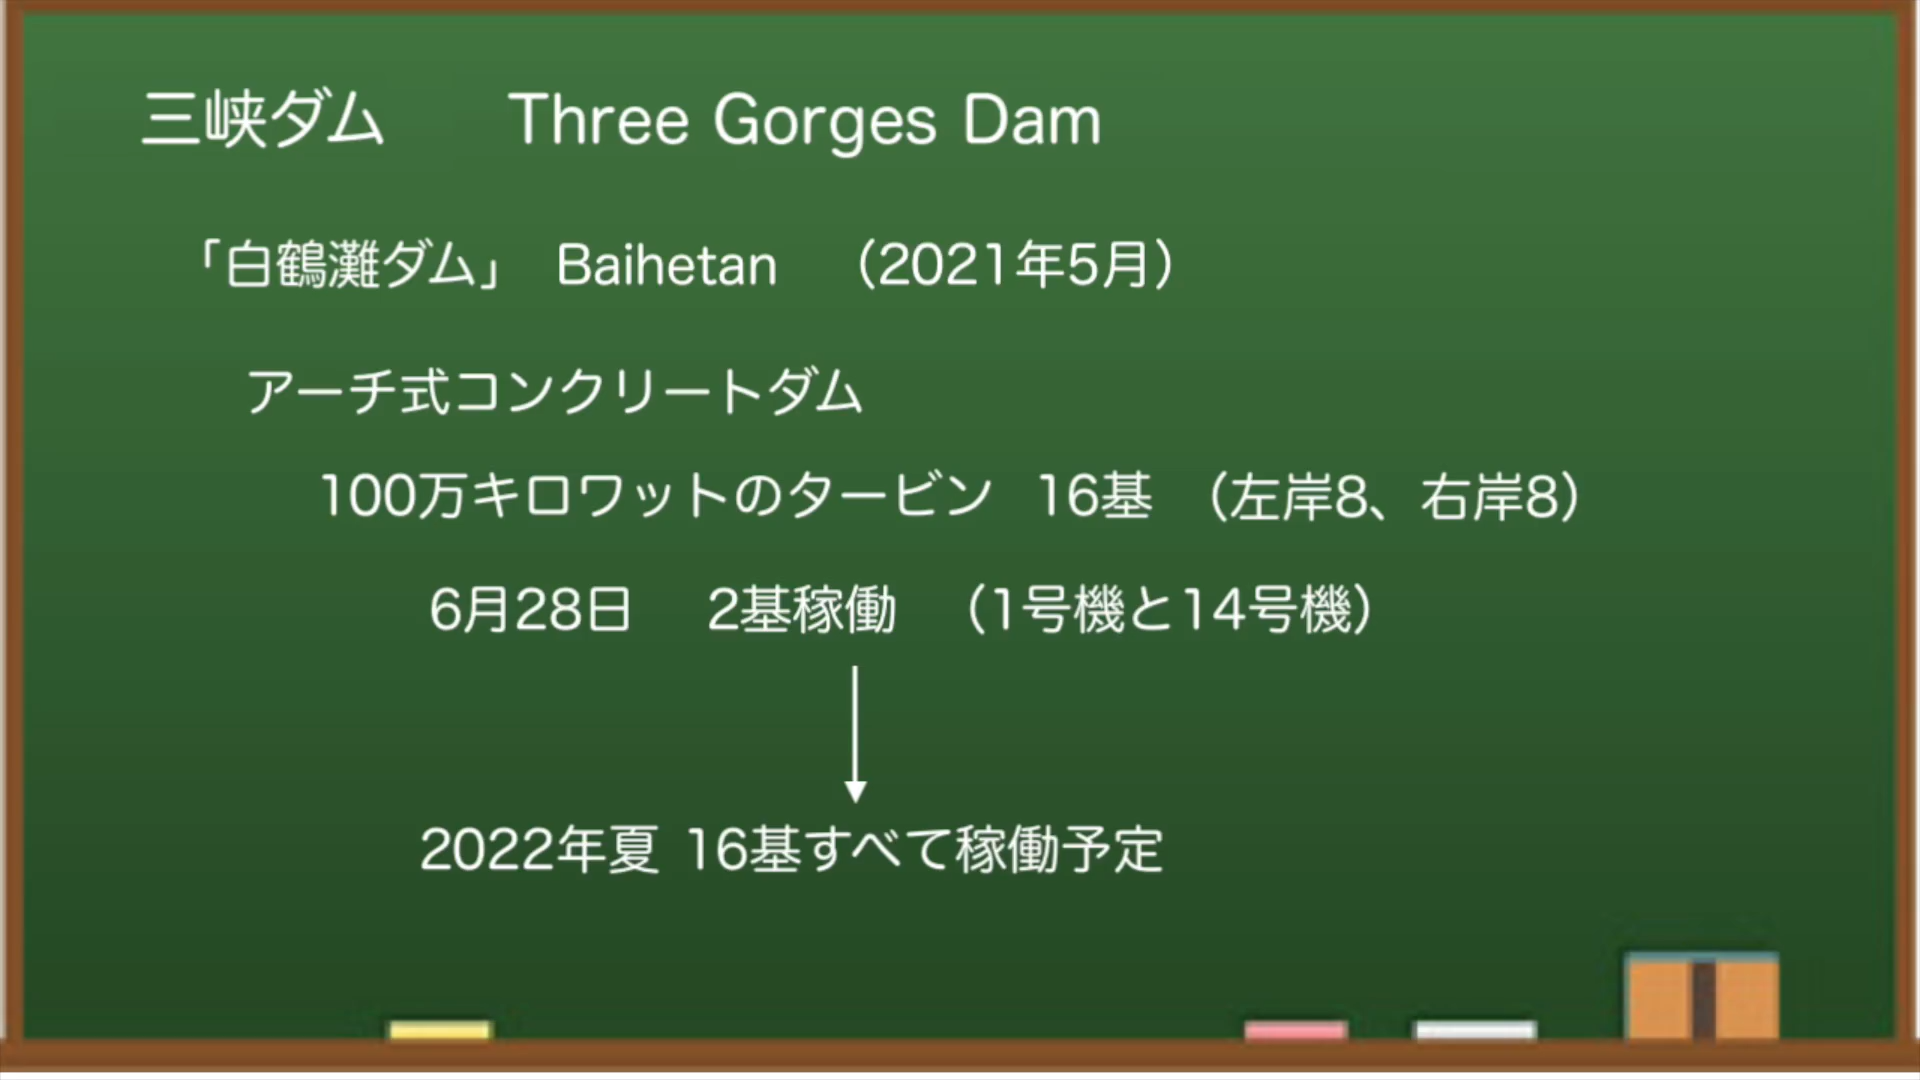 三峡ダム　Three Gorges Dam
「白鶴灘ダム」　Baihetan　（2021年5月）
アーチ式コンクリートダム
100万キロワットのタービン　16基　（左岸8、右岸8）
6月28日　2基稼働　（1号機と14号機）
2022年夏 16基すべて稼働予定